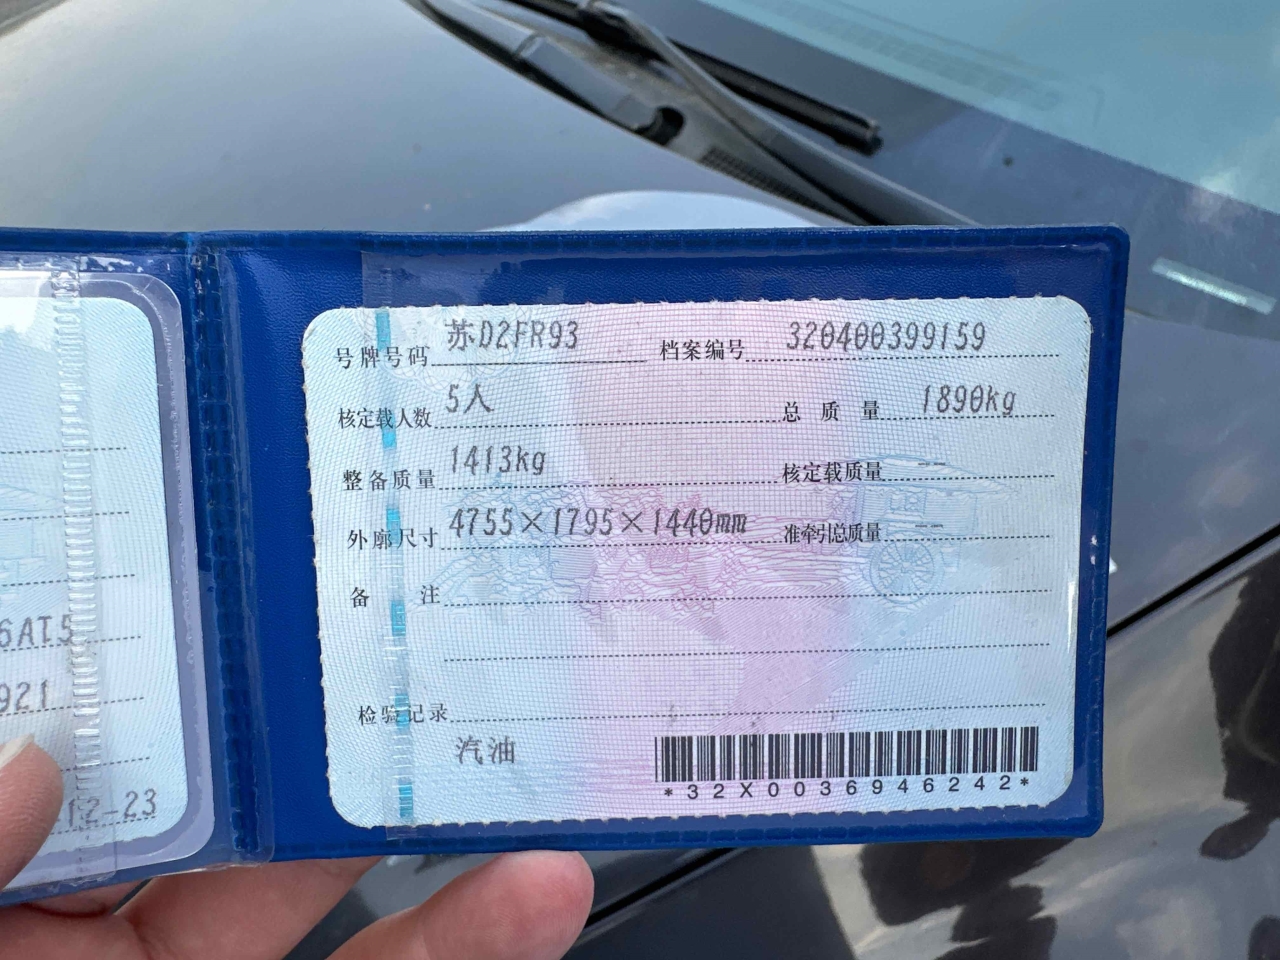 号牌号码 苏D2FR93 档案编号 320400399159
核定载人数 5人 总质量 1890kg
整备质量 1413kg 核定载质量
外廓尺寸 4755×1795×1440mm 准牵引总质量
备注
检验记录
汽油
*32X0036946242*
6AT5
921
12-23